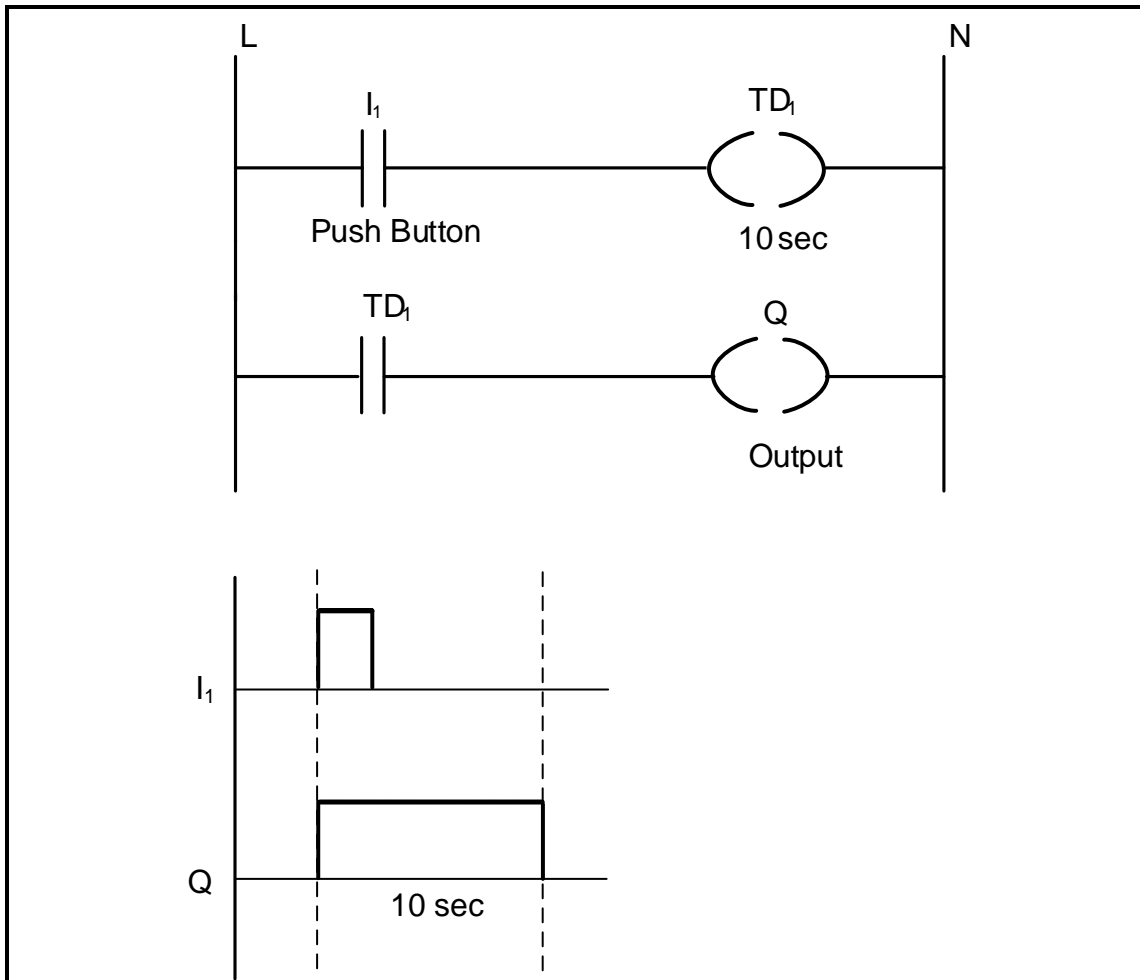 L N
I₁ TD₁
Push Button 10 sec
TD₁ Q
Output
I₁
Q
10 sec